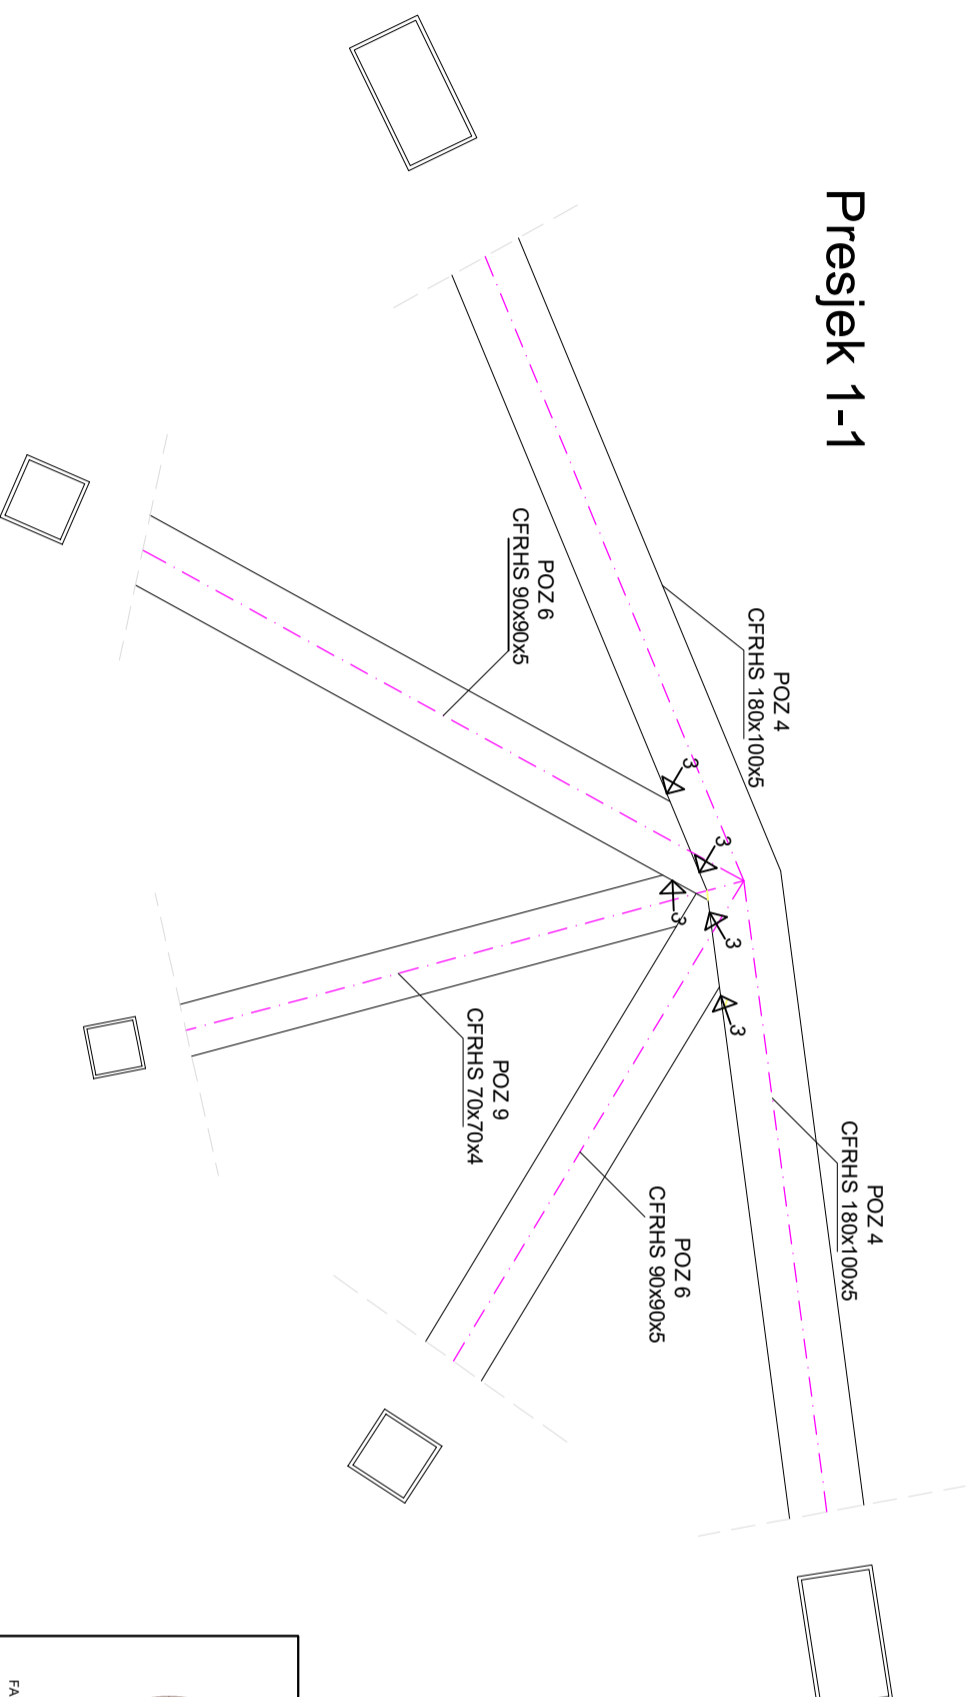 Presjek 1-1
POZ 4
CFRHS 180x100x5
POZ 4
CFRHS 180x100x5
POZ 6
CFRHS 90x90x5
3
3
3
3
3
POZ 6
CFRHS 90x90x5
POZ 9
CFRHS 70x70x4
FA